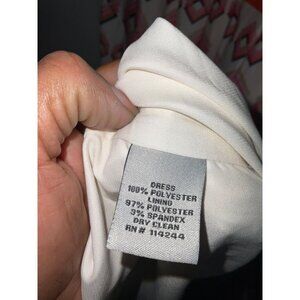 DRESS
100% POLYESTER
LINING
97% POLYESTER
3% SPANDEX
DRY CLEAN
RN # 114244